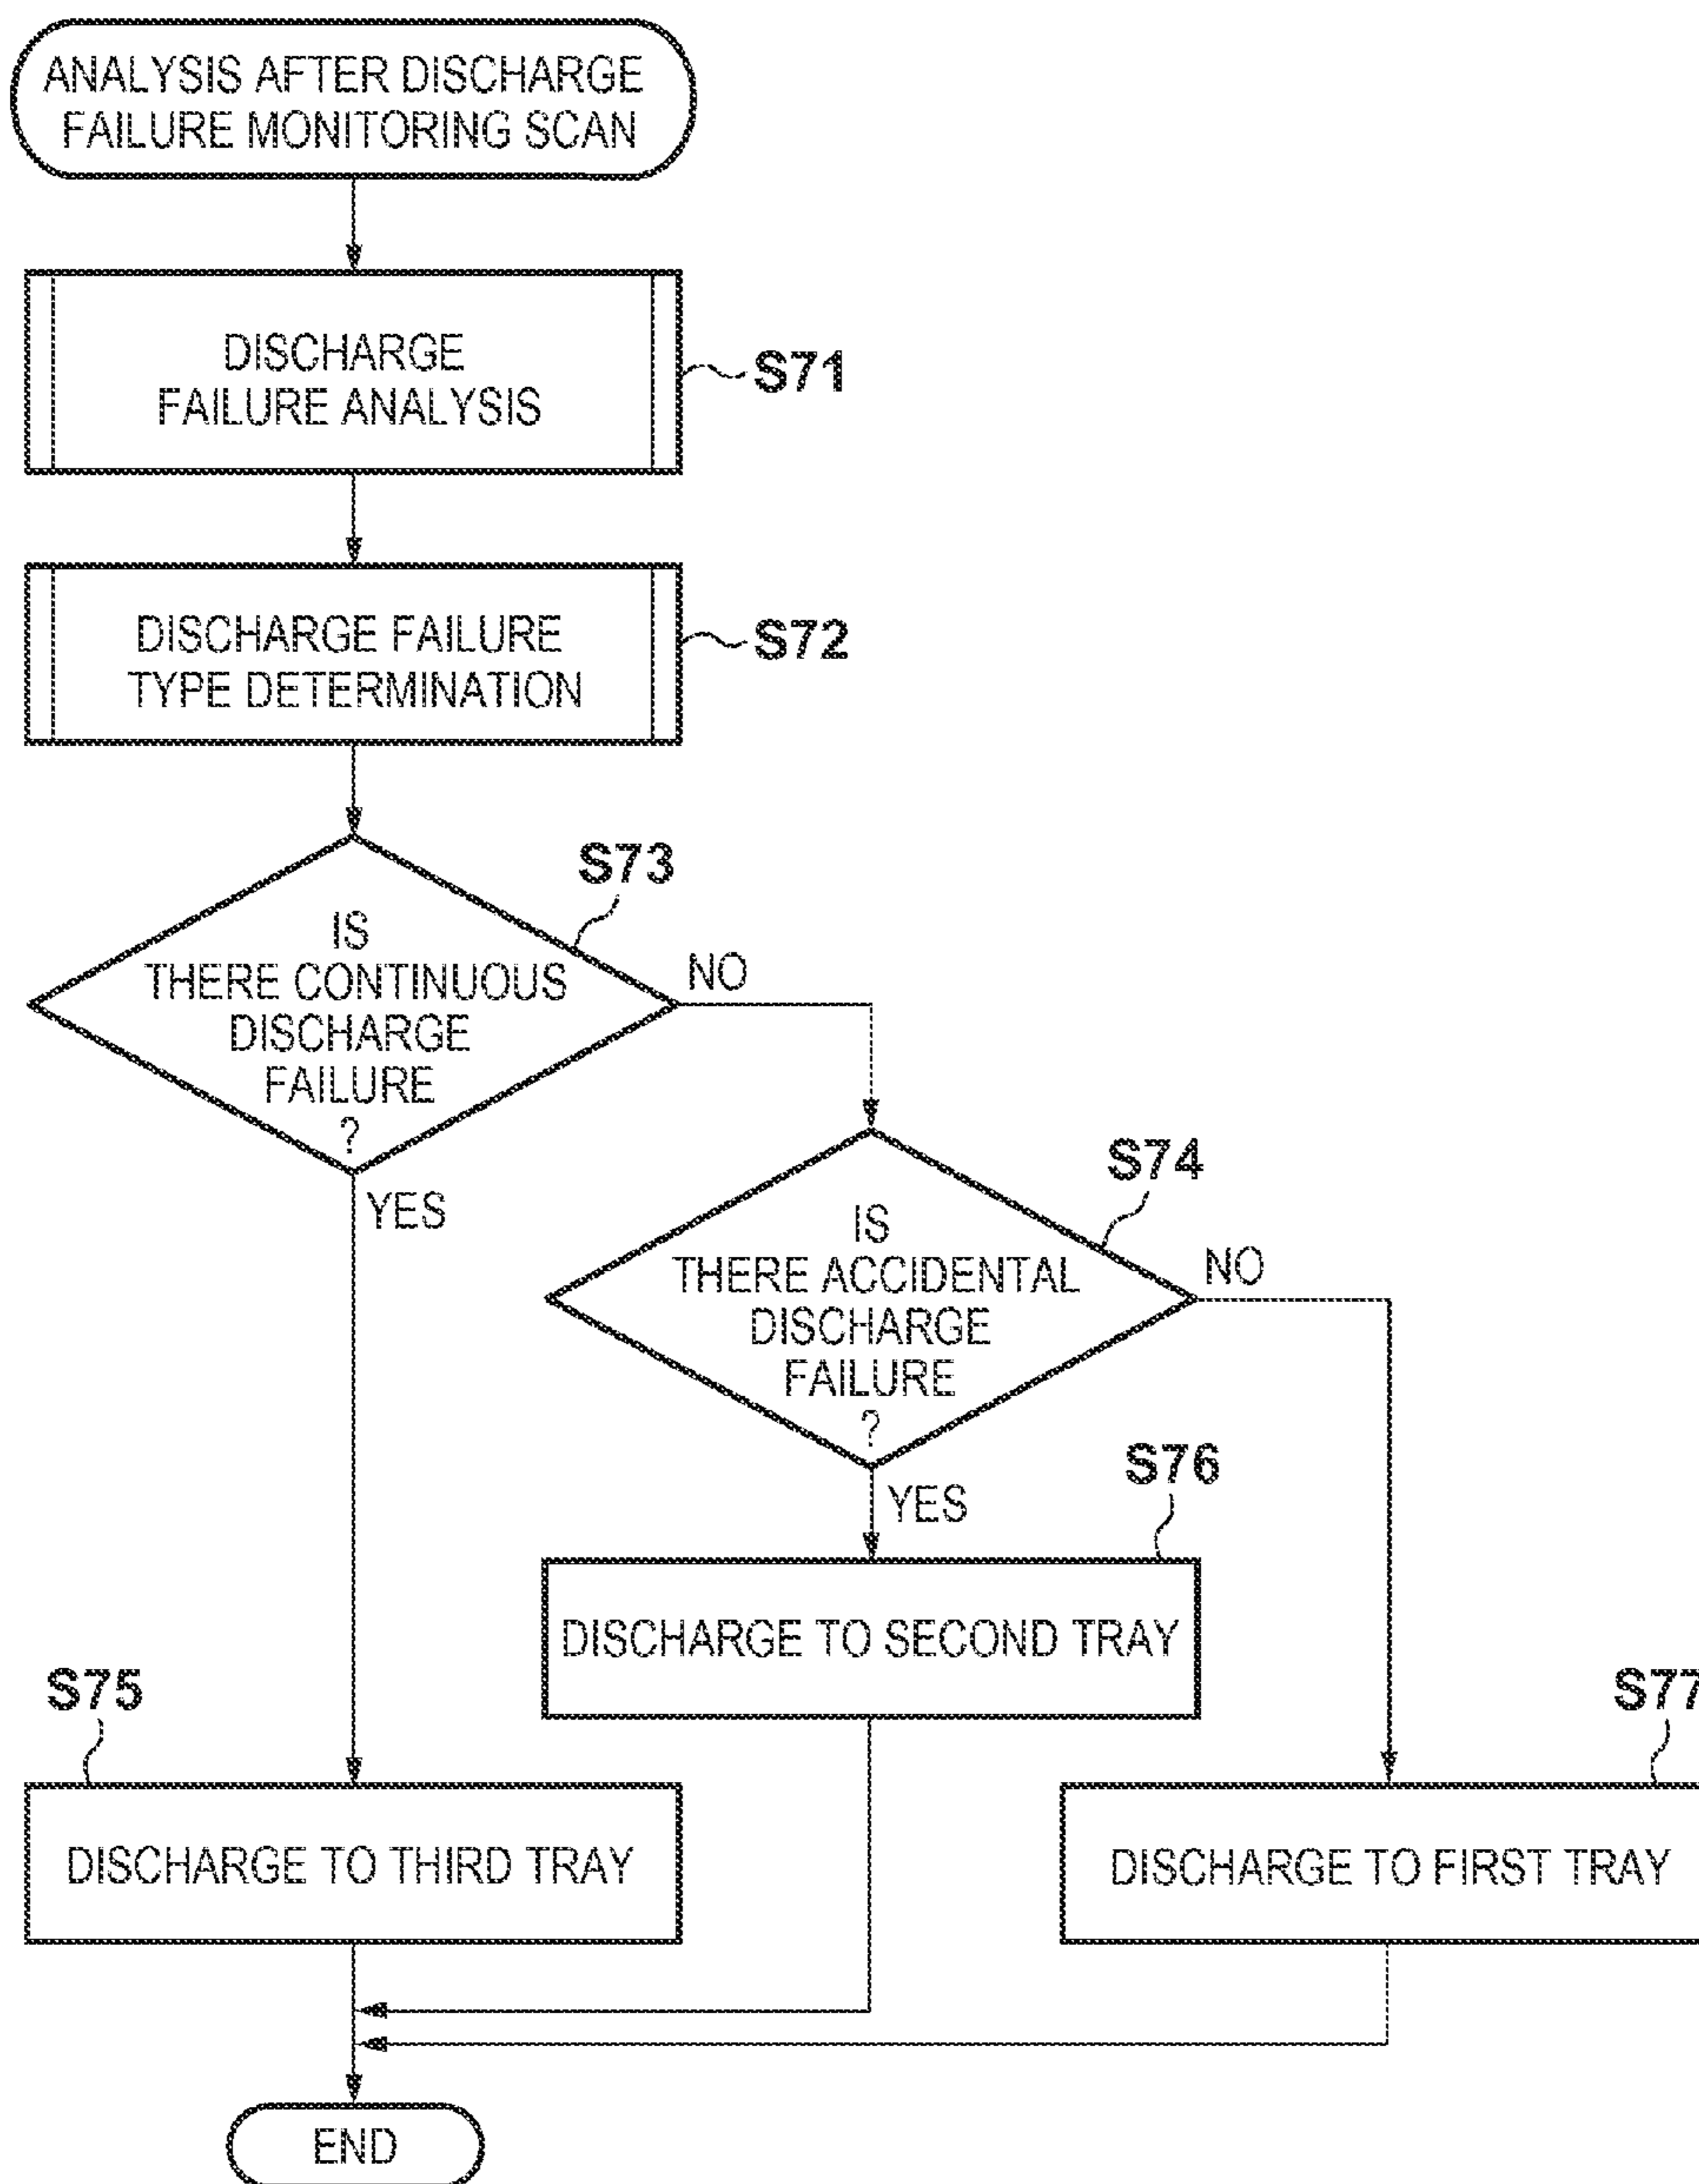 ANALYSIS AFTER DISCHARGE
FAILURE MONITORING SCAN
DISCHARGE
FAILURE ANALYSIS
S71
DISCHARGE FAILURE
TYPE DETERMINATION
S72
S73
IS
THERE CONTINUOUS
DISCHARGE
FAILURE
?
NO
YES
S74
IS
THERE ACCIDENTAL
DISCHARGE
FAILURE
?
NO
YES
S76
DISCHARGE TO SECOND TRAY
S75
DISCHARGE TO THIRD TRAY
S77
DISCHARGE TO FIRST TRAY
END